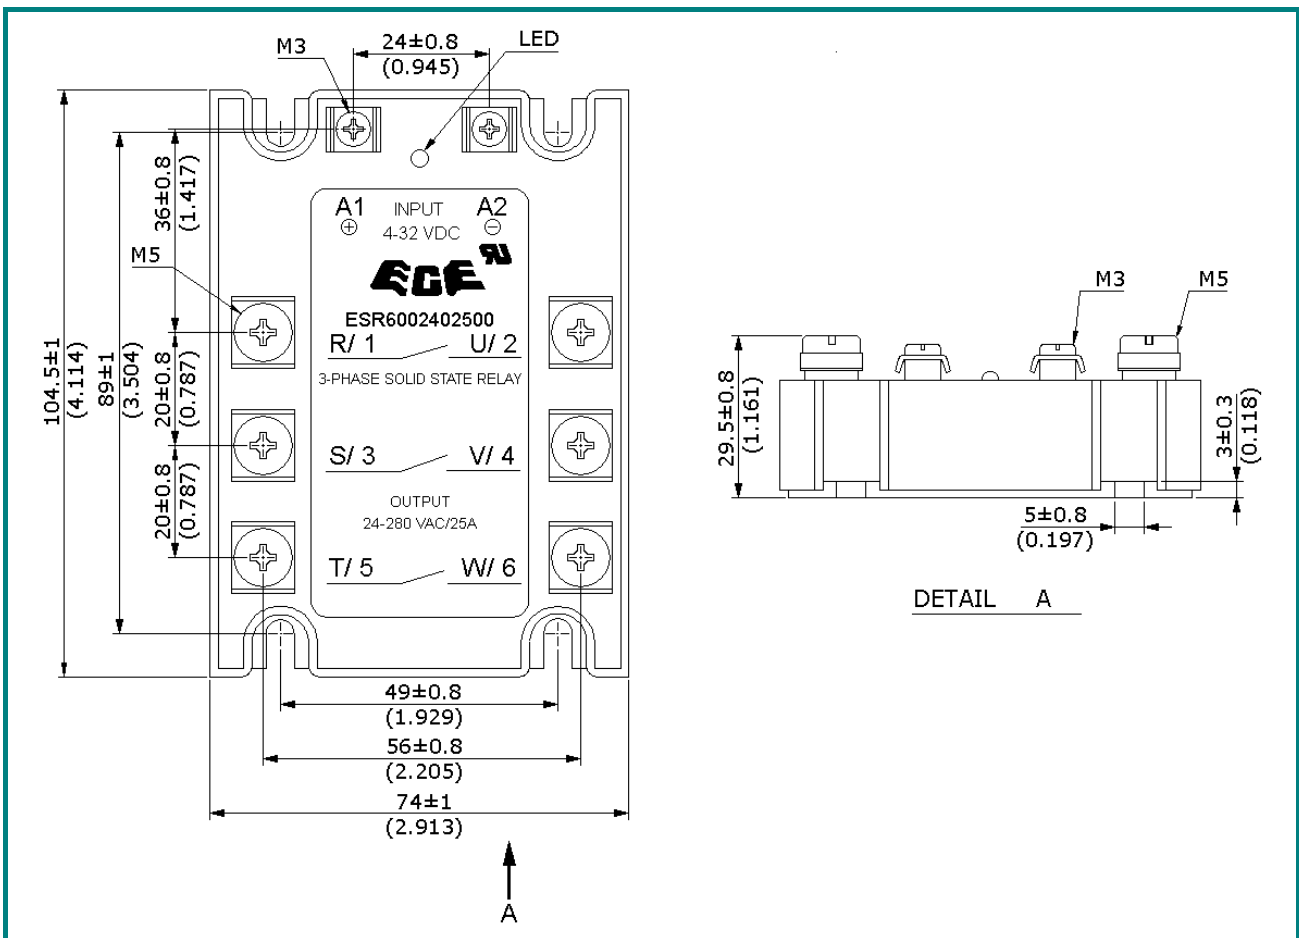 M3
24±0.8
(0.945)
LED
104.5±1
(4.114)
89±1
(3.504)
36±0.8
(1.417)
M5
20±0.8
(0.787)
20±0.8
(0.787)
A1 INPUT A2
4-32 VDC
ECE
ESR6002402500
R/ 1 U/ 2
3-PHASE SOLID STATE RELAY
S/ 3 V/ 4
OUTPUT
24-280 VAC/25A
T/ 5 W/ 6
49±0.8
(1.929)
56±0.8
(2.205)
74±1
(2.913)
A
M3
M5
29.5±0.8
(1.161)
3±0.3
(0.118)
5±0.8
(0.197)
DETAIL A